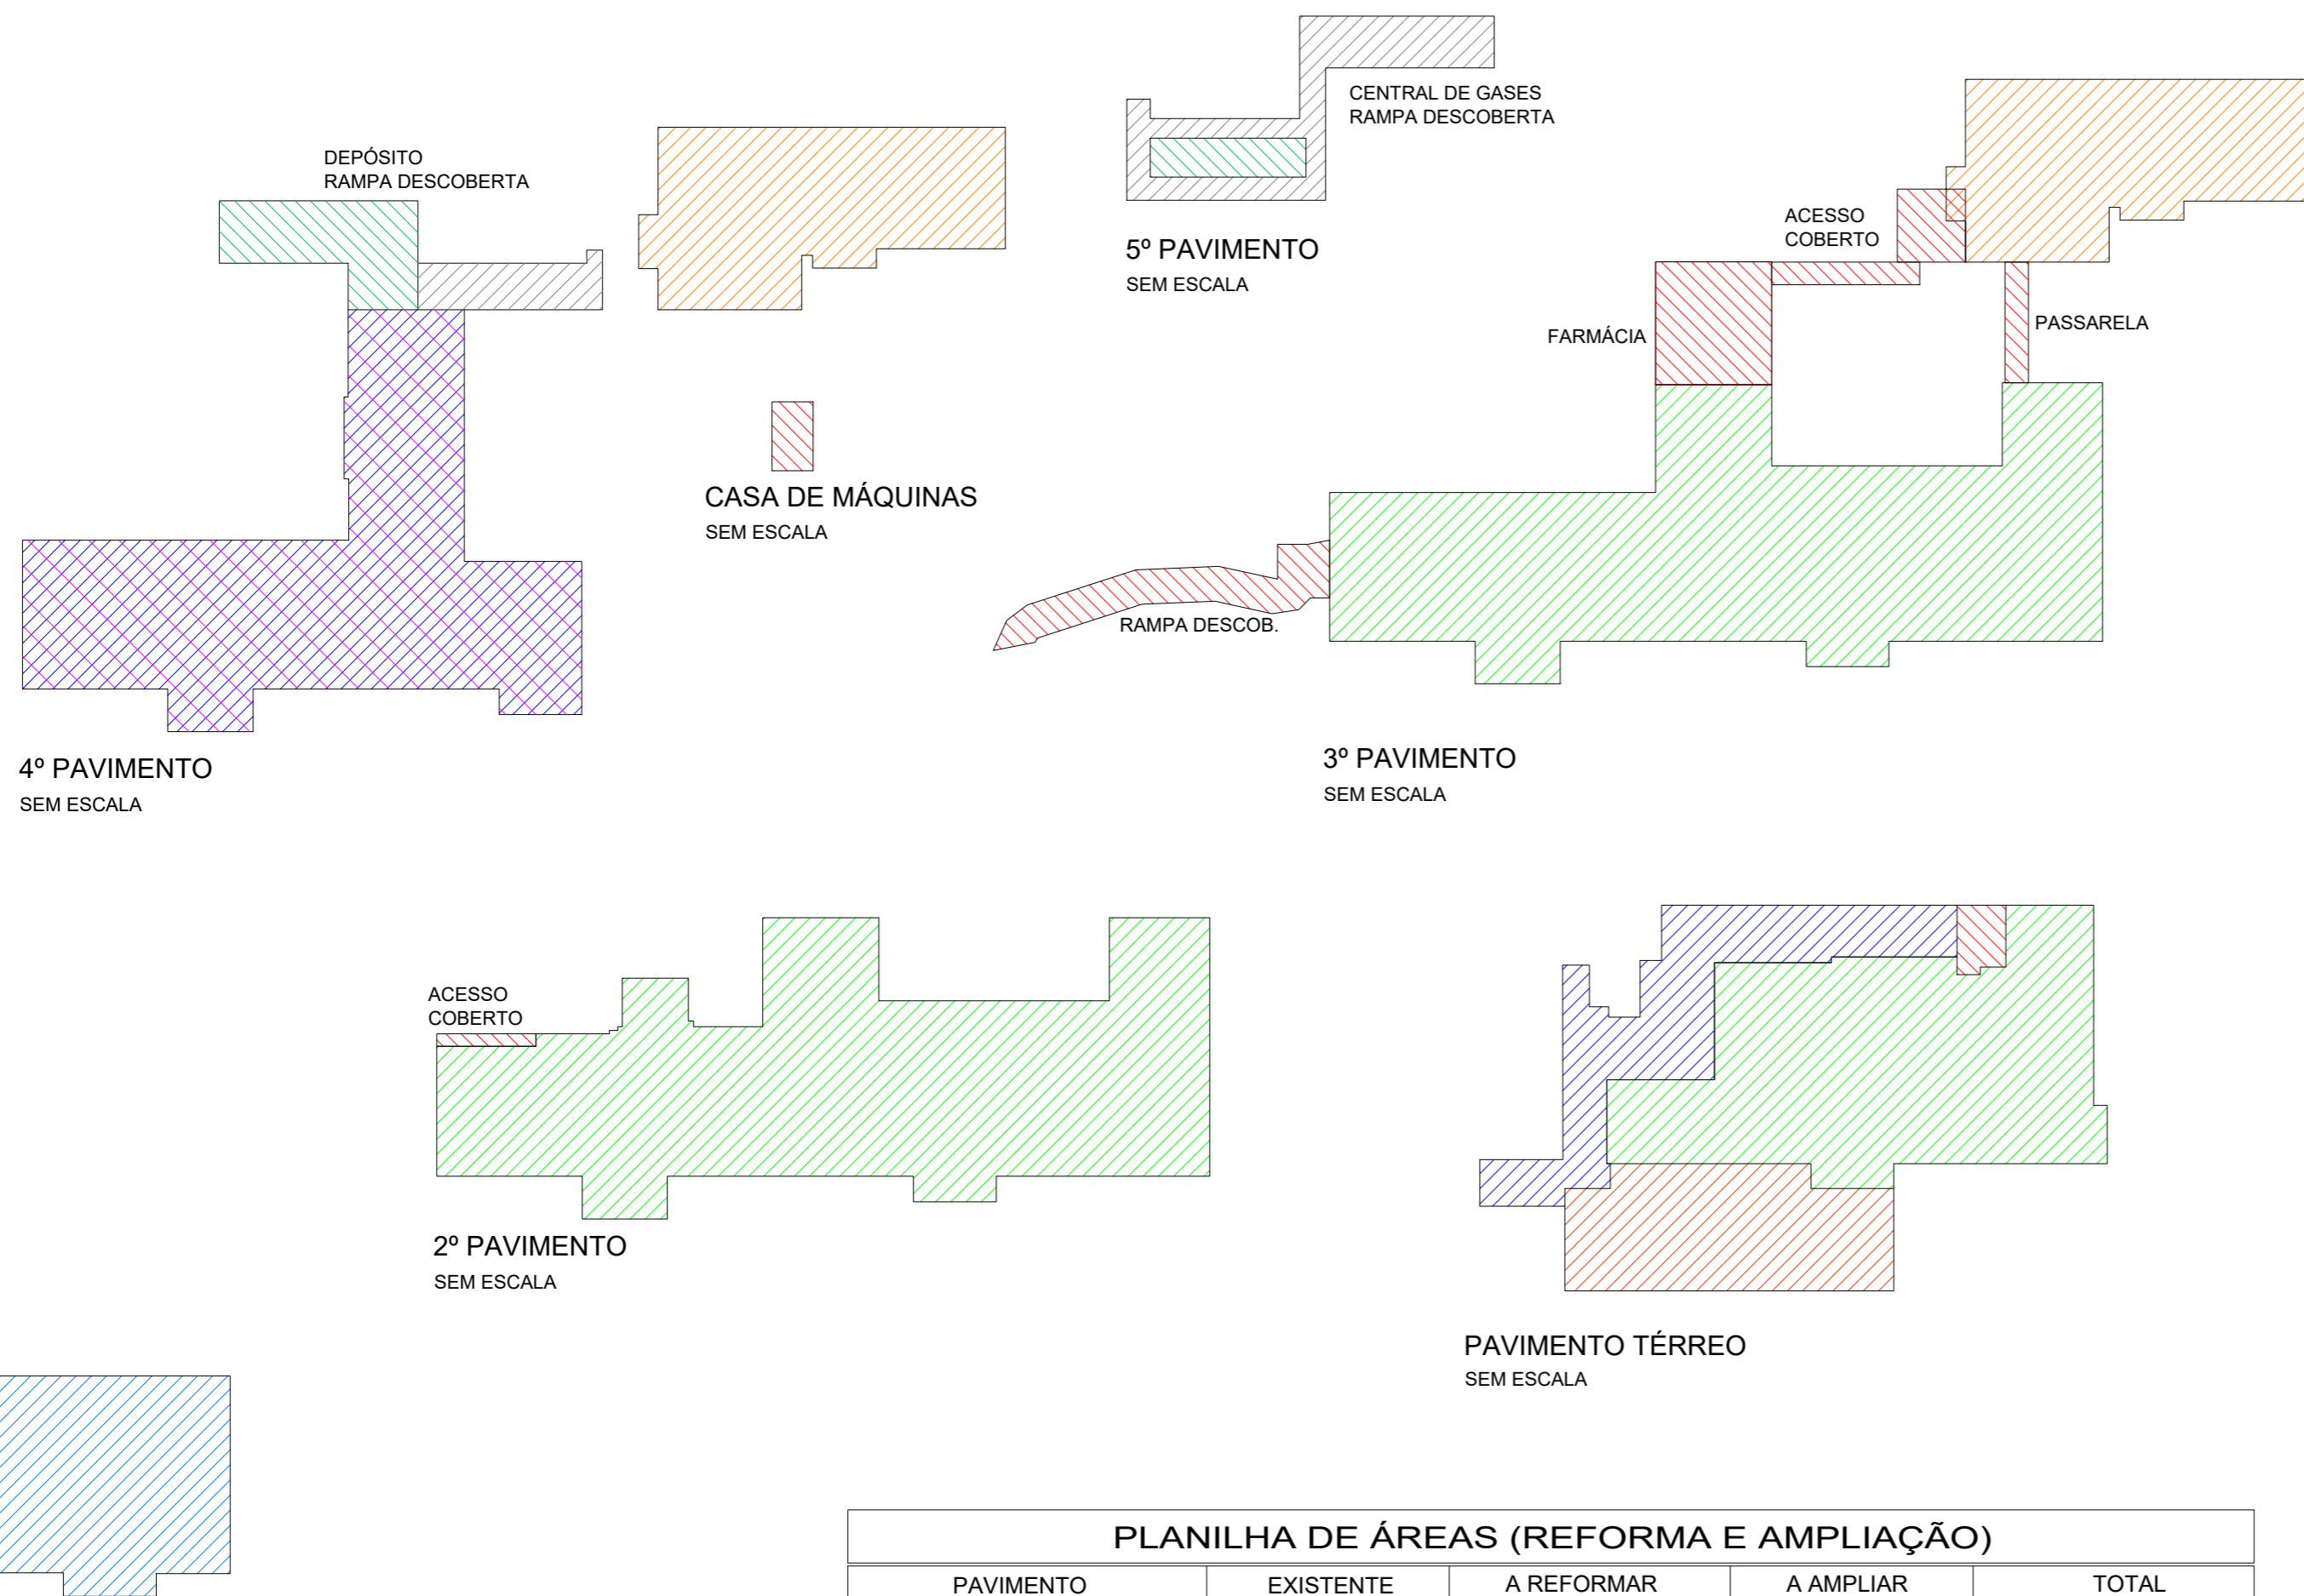 CENTRAL DE GASES
RAMPA DESCOBERTA
DEPÓSITO
RAMPA DESCOBERTA
5º PAVIMENTO
SEM ESCALA
ACESSO
COBERTO
FARMÁCIA
PASSARELA
CASA DE MÁQUINAS
SEM ESCALA
RAMPA DESCOB.
4º PAVIMENTO
SEM ESCALA
3º PAVIMENTO
SEM ESCALA
ACESSO
COBERTO
2º PAVIMENTO
SEM ESCALA
PAVIMENTO TÉRREO
SEM ESCALA
PLANILHA DE ÁREAS (REFORMA E AMPLIAÇÃO)
PAVIMENTO EXISTENTE A REFORMAR A AMPLIAR TOTAL